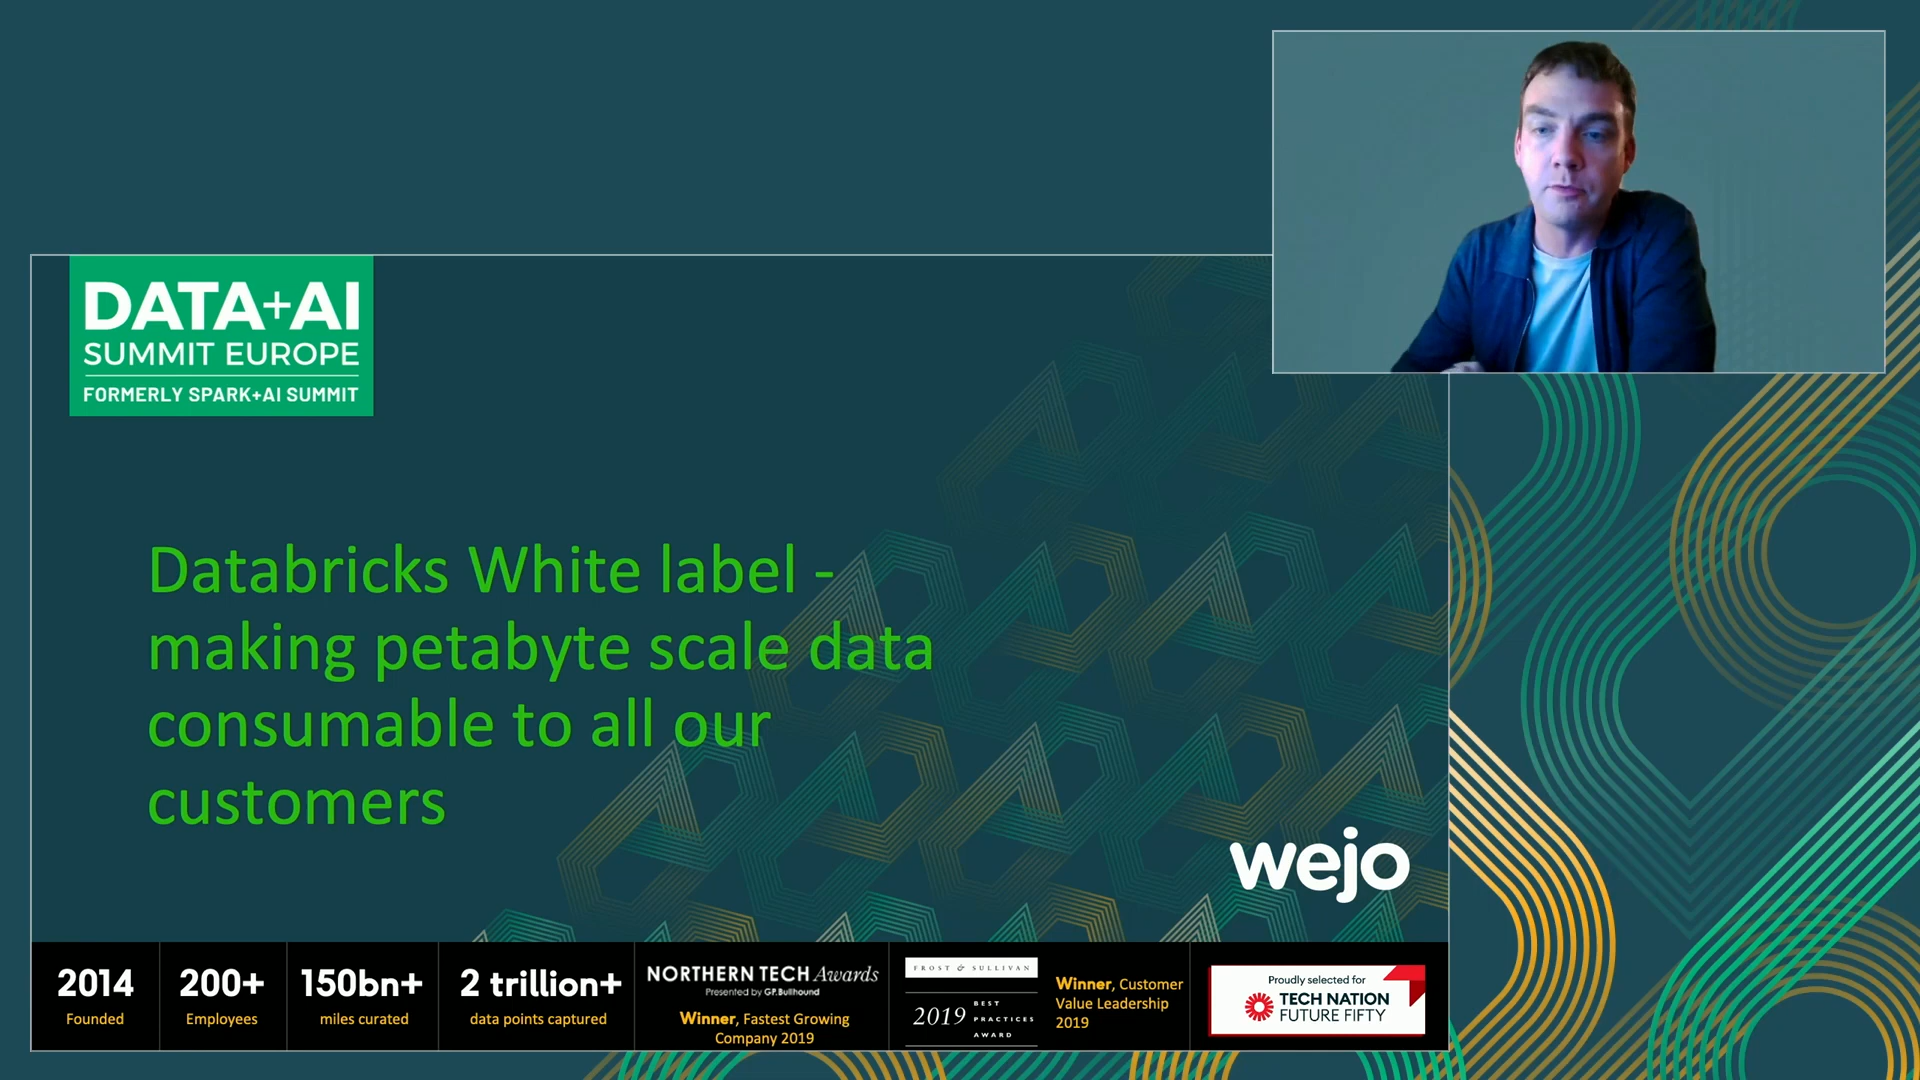 DATA+AI
SUMMIT EUROPE
FORMERLY SPARK+AI SUMMIT
Databricks White label -
making petabyte scale data
consumable to all our
customers
wejo
2014
Founded
200+
Employees
150bn+
miles curated
2 trillion+
data points captured
NORTHERN TECH Awards
Presented by GP.Bullhound
Winner, Fastest Growing
Company 2019
FROST & SULLIVAN
2019
BEST
PRACTICES
AWARD
Winner, Customer
Value Leadership
2019
Proudly selected for
TECH NATION
FUTURE FIFTY